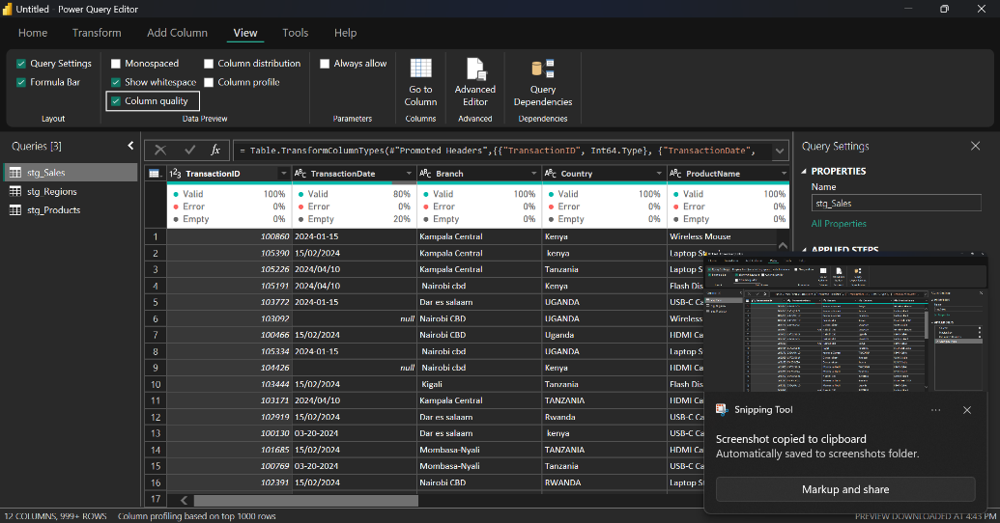 Untitled - Power Query Editor
Home Transform Add Column View Tools Help
Query Settings Monospaced Column distribution Always allow
Formula Bar Show whitespace Column profile
Column quality
Go to Column
Advanced Editor
Query Dependencies
Layout Data Preview Parameters Columns Advanced Dependencies
Queries [3]
stg_Sales
stg_Regions
stg_Products
fx = Table.TransformColumnTypes(#"Promoted Headers",{{"TransactionID", Int64.Type}, {"TransactionDate",
1²3 TransactionID ABC TransactionDate ABC Branch ABC Country ABC ProductName
Valid 100% Valid 80% Valid 100% Valid 100% Valid 100%
Error 0% Error 0% Error 0% Error 0% Error 0%
Empty 0% Empty 20% Empty 0% Empty 0% Empty 0%
1 100860 2024-01-15 Kampala Central Kenya Wireless Mouse
2 105390 15/02/2024 Kampala Central kenya Laptop S
3 105226 2024/04/10 Kampala Central Tanzania Laptop S
4 105191 2024/04/10 Nairobi cbd Kenya Flash Dis
5 103772 2024-01-15 Dar es salaam UGANDA USB-C Ca
6 103092 null Nairobi CBD UGANDA Wireless
7 100466 15/02/2024 Nairobi CBD Uganda HDMI Ca
8 105334 2024-01-15 Nairobi cbd UGANDA Laptop S
9 104426 null Nairobi cbd Kenya HDMI Ca
10 103444 15/02/2024 Kigali Tanzania Flash Dis
11 103171 2024/04/10 Kampala Central TANZANIA HDMI Ca
12 102919 15/02/2024 Dar es salaam Rwanda USB-C Ca
13 100130 03-20-2024 Dar es salaam kenya USB-C Ca
14 101685 15/02/2024 Mombasa-Nyali TANZANIA HDMI Ca
15 100769 03-20-2024 Mombasa-Nyali Tanzania USB-C Ca
16 102391 15/02/2024 Nairobi CBD RWANDA Laptop S
17
Query Settings
PROPERTIES
Name
stg_Sales
All Properties
APPLIED STEPS
Snipping Tool
Screenshot copied to clipboard
Automatically saved to screenshots folder.
Markup and share
12 COLUMNS, 999+ ROWS Column profiling based on top 1000 rows PREVIEW DOWNLOADED AT 4:43 PM